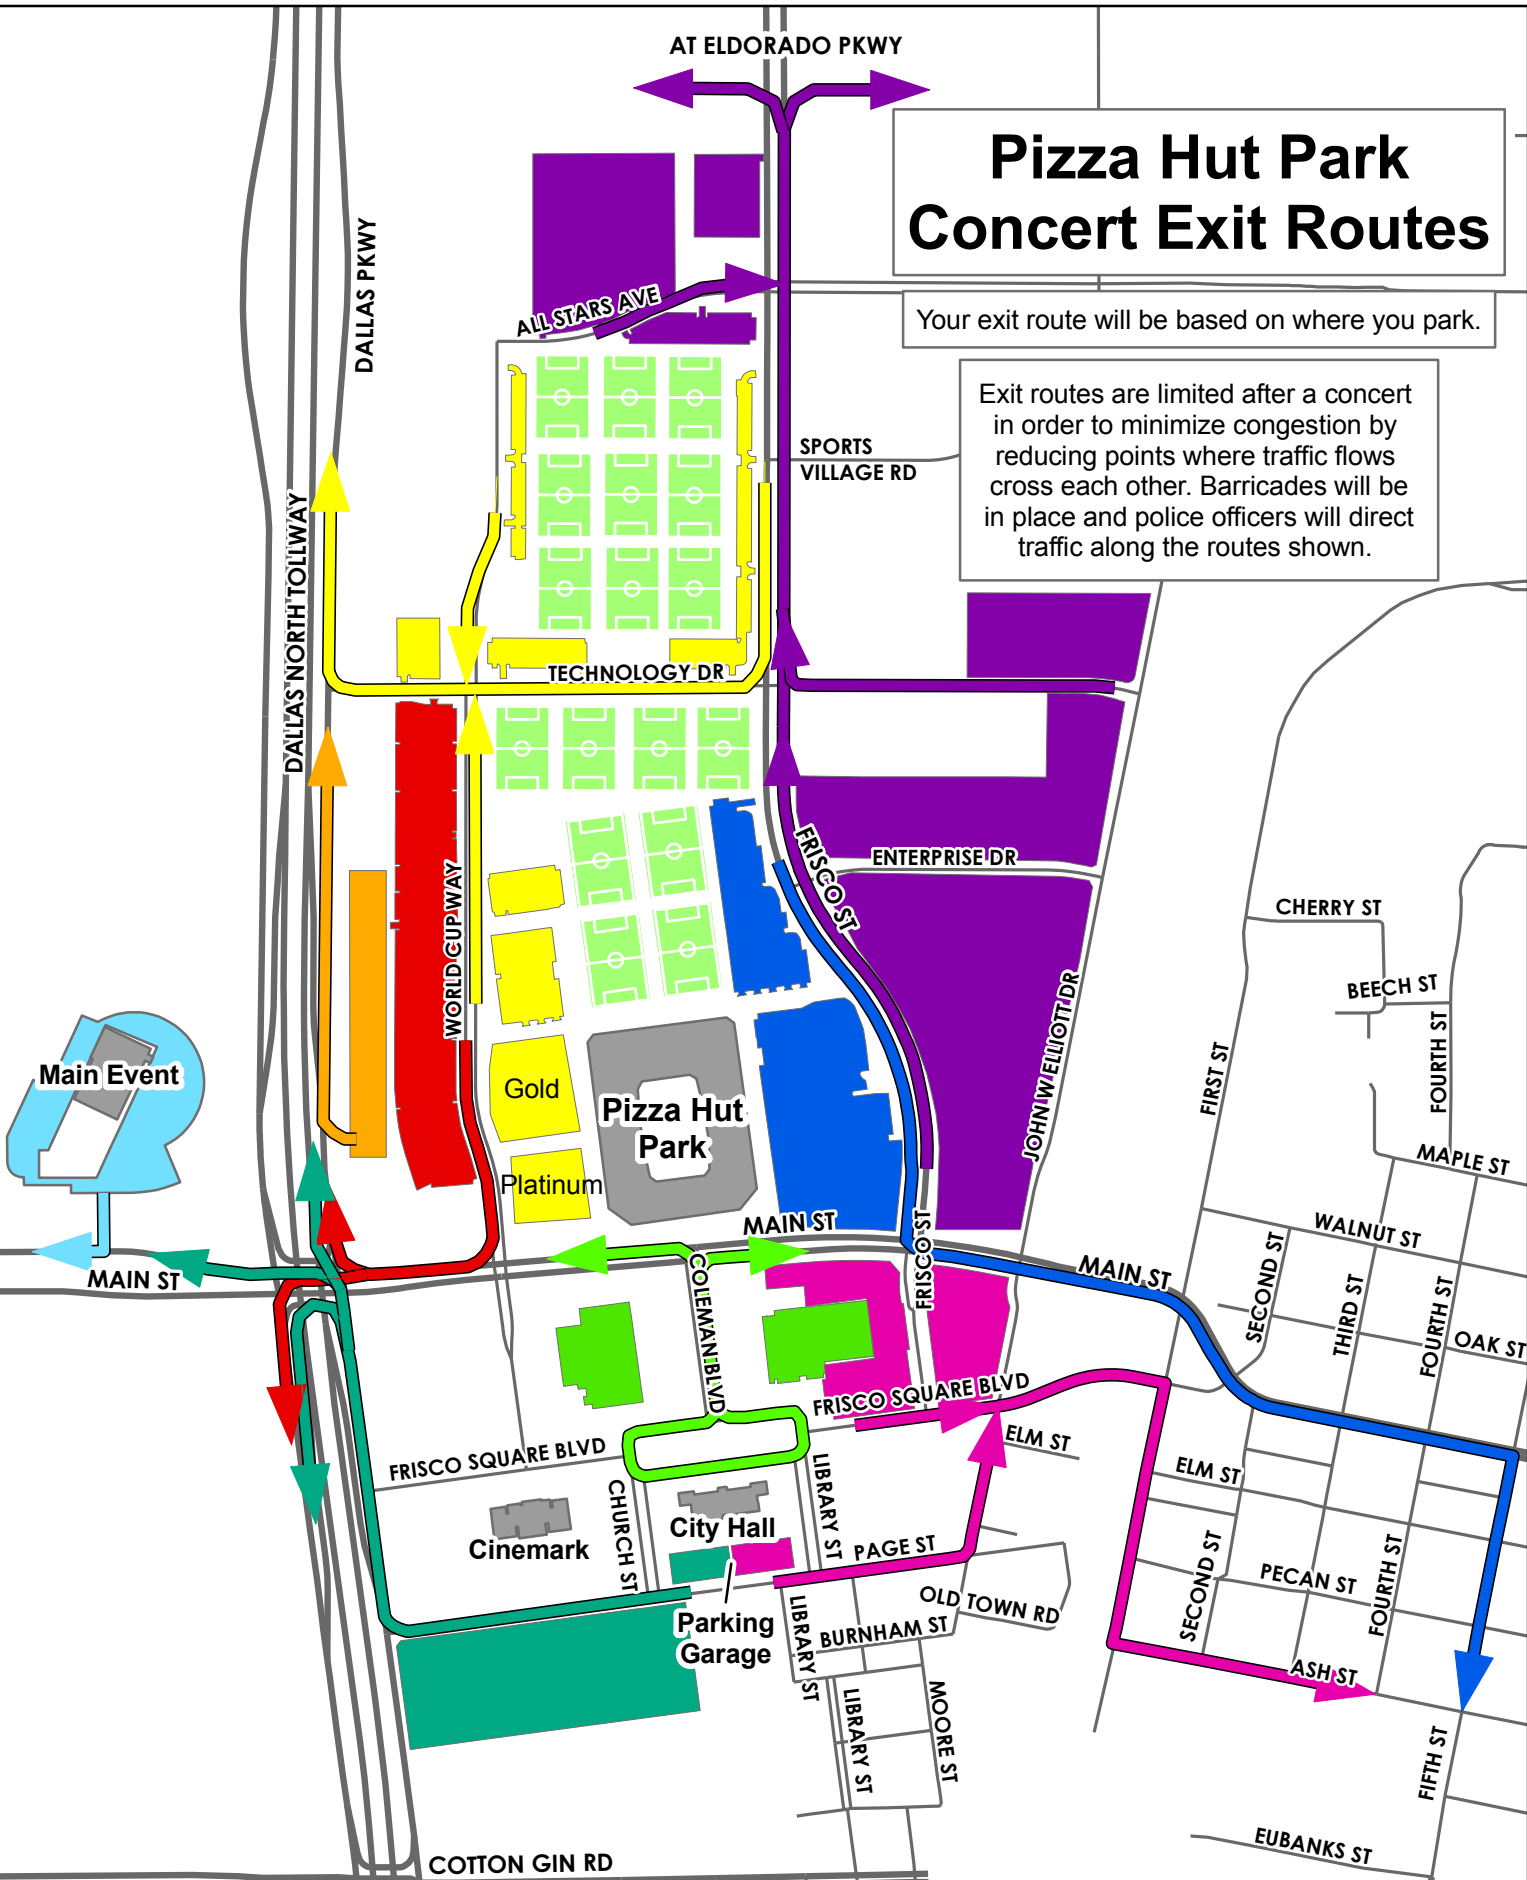 AT ELDORADO PKWY
Pizza Hut Park
Concert Exit Routes
Your exit route will be based on where you park.
Exit routes are limited after a concert
in order to minimize congestion by
reducing points where traffic flows
cross each other. Barricades will be
in place and police officers will direct
traffic along the routes shown.
DALLAS PKWY
ALL STARS AVE
SPORTS
VILLAGE RD
DALLAS NORTH TOLLWAY
TECHNOLOGY DR
FRISCO ST
ENTERPRISE DR
WORLD CUP WAY
CHERRY ST
BEECH ST
FOURTH ST
JOHN W ELLIOTT DR
FIRST ST
Main Event
Gold
Pizza Hut
Park
Platinum
MAPLE ST
MAIN ST
WALNUT ST
MAIN ST
FRISCO ST
MAIN ST
SECOND ST
THIRD ST
FOURTH ST
OAK ST
COLEMAN BLVD
FRISCO SQUARE BLVD
FRISCO SQUARE BLVD
ELM ST
ELM ST
CHURCH ST
LIBRARY ST
City Hall
Cinemark
PAGE ST
SECOND ST
PECAN ST
FOURTH ST
OLD TOWN RD
Parking
Garage
LIBRARY ST
BURNHAM ST
ASH ST
LIBRARY ST
MOORE ST
FIFTH ST
EUBANKS ST
COTTON GIN RD